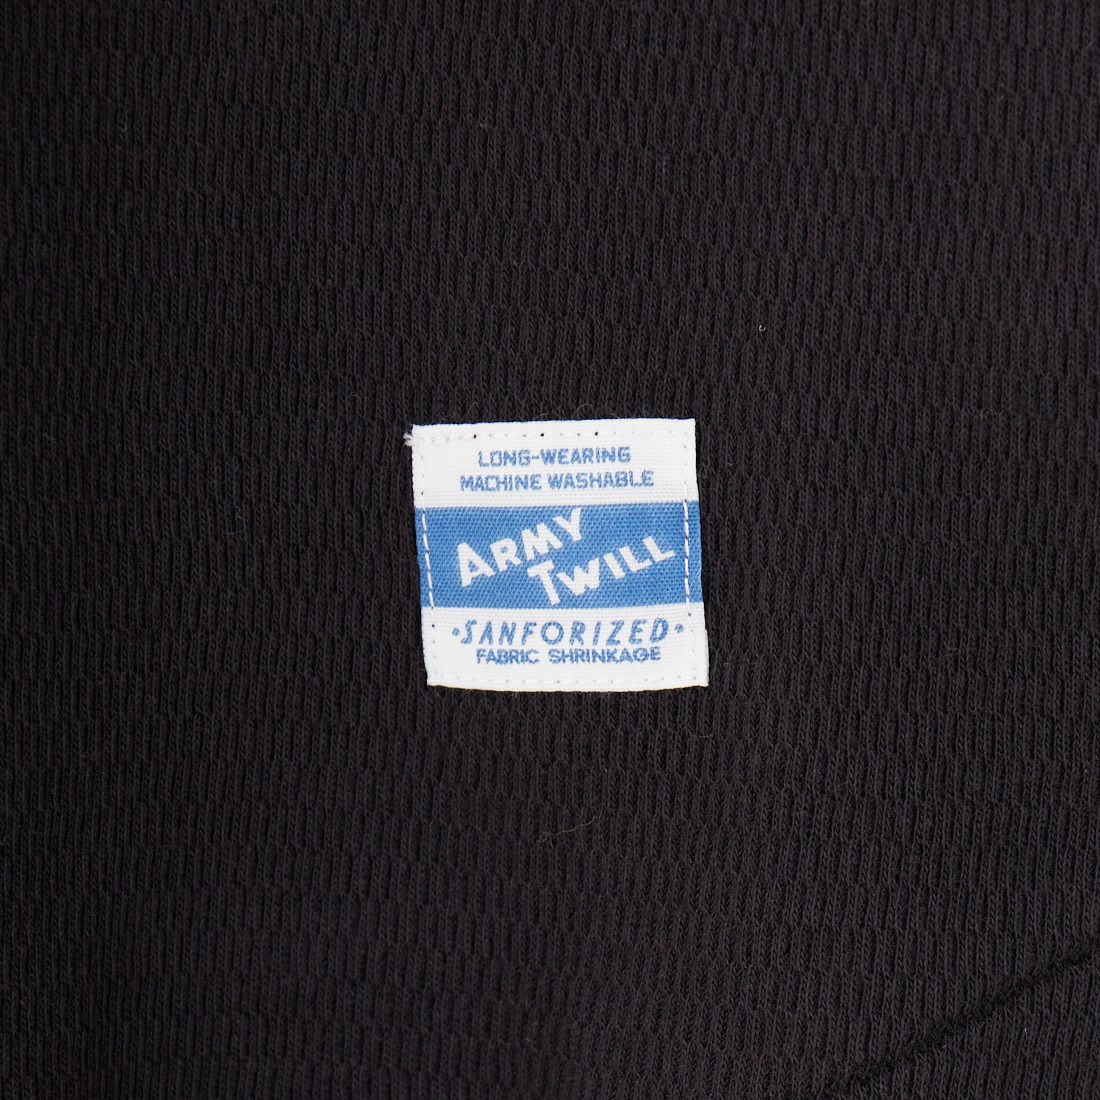 LONG-WEARING
MACHINE WASHABLE
ARMY
TWILL
•SANFORIZED•
FABRIC SHRINKAGE